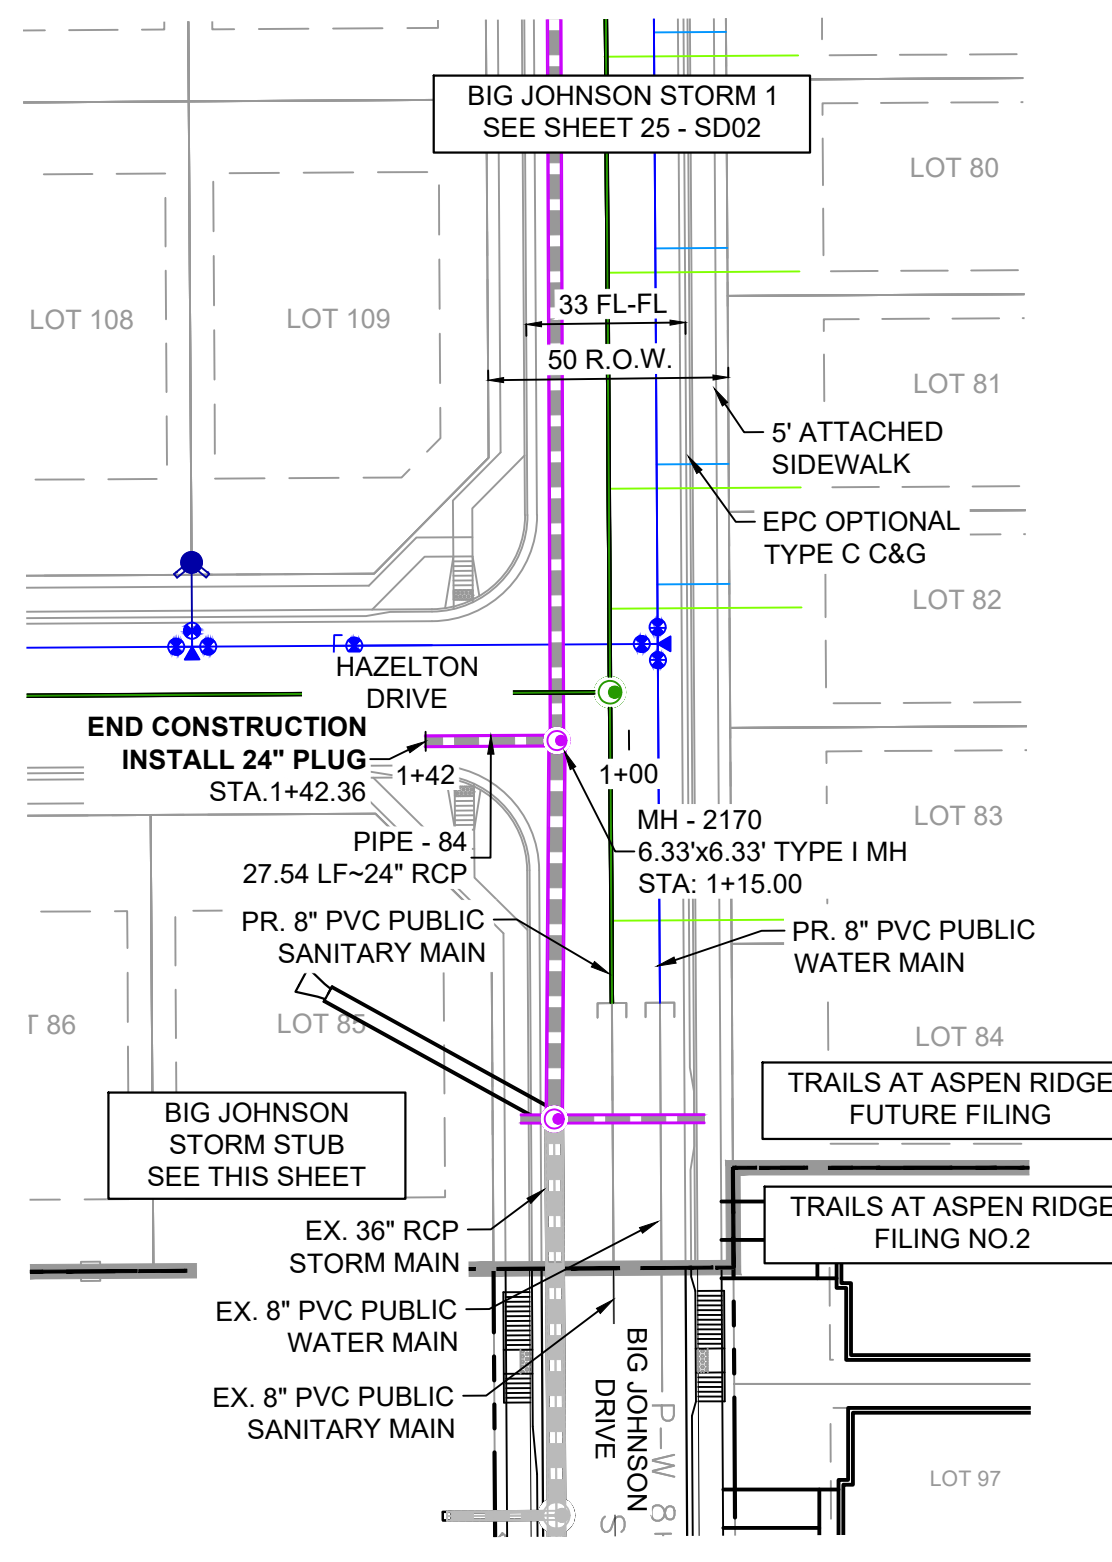 BIG JOHNSON STORM 1
SEE SHEET 25 - SD02
LOT 80
33 FL-FL
LOT 108
LOT 109
50 R.O.W.
LOT 81
5' ATTACHED
SIDEWALK
EPC OPTIONAL
TYPE C C&G
LOT 82
HAZELTON
DRIVE
END CONSTRUCTION
INSTALL 24" PLUG
STA.1+42.36
1+42
1+00
PIPE - 84
27.54 LF~24" RCP
MH - 2170
6.33'x6.33' TYPE I MH
STA: 1+15.00
LOT 83
PR. 8" PVC PUBLIC
SANITARY MAIN
PR. 8" PVC PUBLIC
WATER MAIN
T 86
LOT 85
LOT 84
TRAILS AT ASPEN RIDGE
FUTURE FILING
BIG JOHNSON
STORM STUB
SEE THIS SHEET
TRAILS AT ASPEN RIDGE
FILING NO.2
EX. 36" RCP
STORM MAIN
EX. 8" PVC PUBLIC
WATER MAIN
EX. 8" PVC PUBLIC
SANITARY MAIN
BIG JOHNSON
DRIVE
P-W 8
S
LOT 97